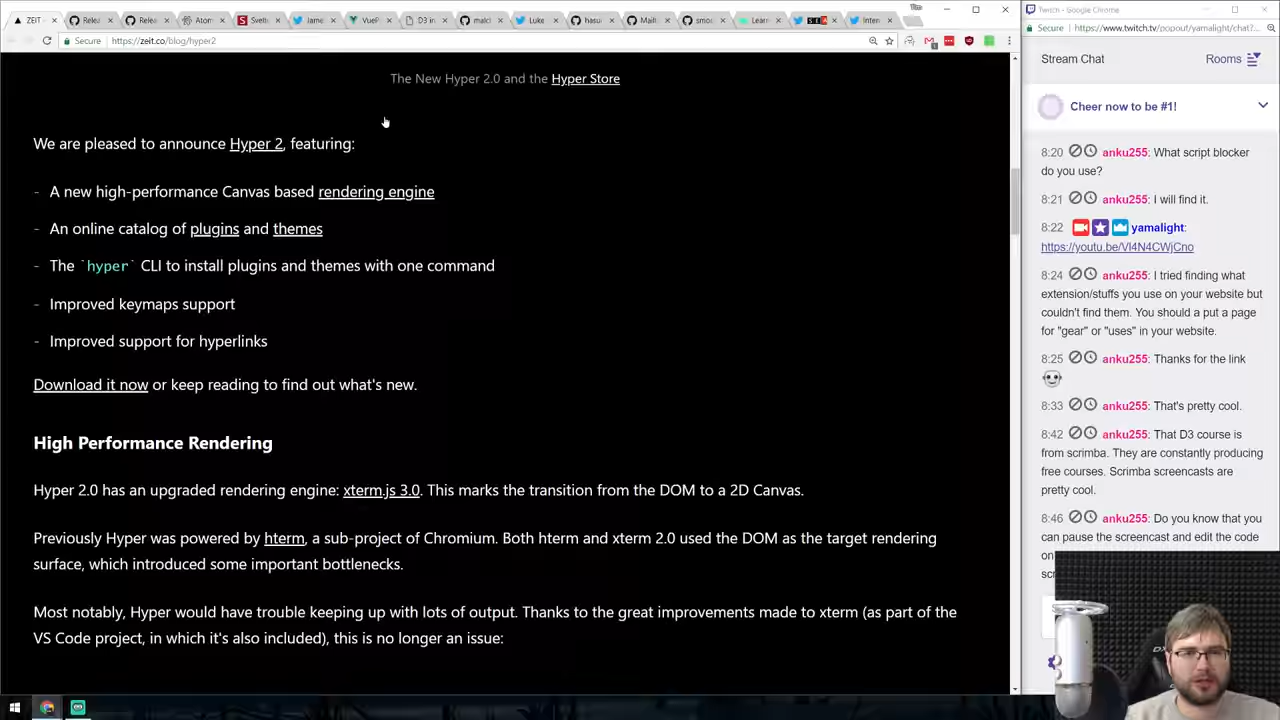 ZEIT
Relea
Relea
Atom
Svelt
Jame
VueP
D3 in
malci
Luke
hasu
Maili
smoo
Learn
Inter
Secure
https://zeit.co/blog/hyper2
The New Hyper 2.0 and the Hyper Store
We are pleased to announce Hyper 2, featuring:
- A new high-performance Canvas based rendering engine
- An online catalog of plugins and themes
- The `hyper` CLI to install plugins and themes with one command
- Improved keymaps support
- Improved support for hyperlinks
Download it now or keep reading to find out what's new.
High Performance Rendering
Hyper 2.0 has an upgraded rendering engine: xterm.js 3.0. This marks the transition from the DOM to a 2D Canvas.
Previously Hyper was powered by hterm, a sub-project of Chromium. Both hterm and xterm 2.0 used the DOM as the target rendering
surface, which introduced some important bottlenecks.
Most notably, Hyper would have trouble keeping up with lots of output. Thanks to the great improvements made to xterm (as part of the
VS Code project, in which it's also included), this is no longer an issue:
Twitch - Google Chrome
Secure
https://www.twitch.tv/popout/yamalight/chat?...
Stream Chat
Rooms
Cheer now to be #1!
8:20 anku255: What script blocker
do you use?
8:21 anku255: I will find it.
8:22 yamalight:
https://youtu.be/VI4N4CWjCno
8:24 anku255: I tried finding what
extension/stuffs you use on your website but
couldn't find them. You should a put a page
for "gear" or "uses" in your website.
8:25 anku255: Thanks for the link
8:33 anku255: That's pretty cool.
8:42 anku255: That D3 course is
from scrimba. They are constantly producing
free courses. Scrimba screencasts are
pretty cool.
8:46 anku255: Do you know that you
can pause the screencast and edit the code